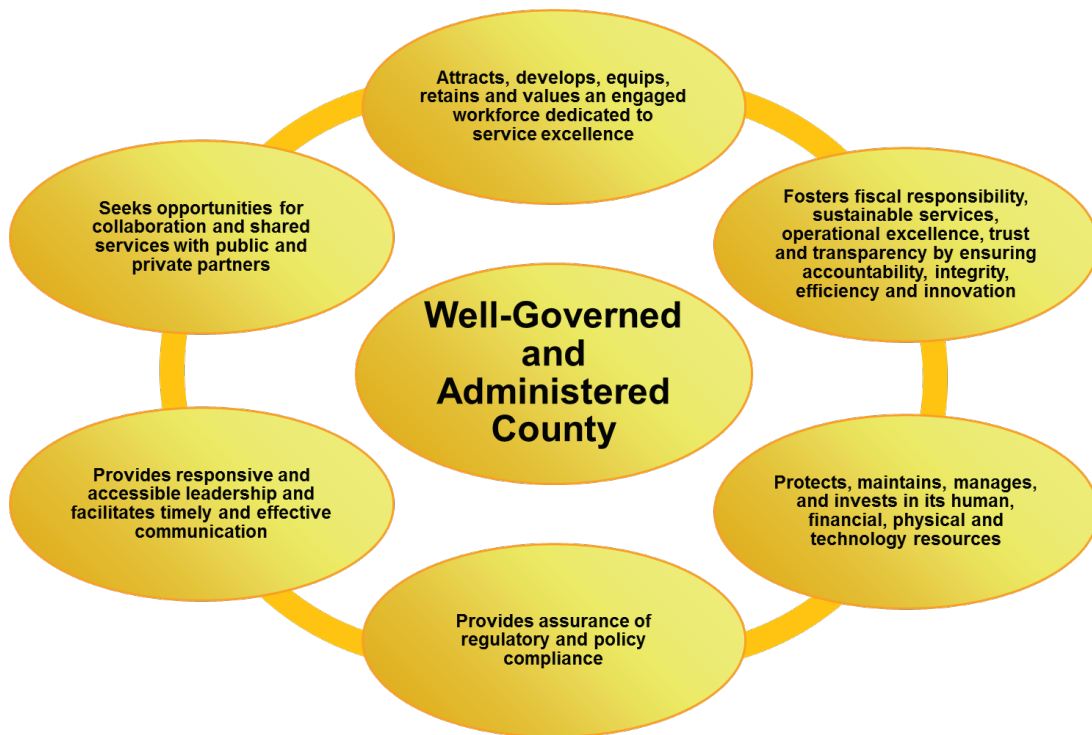 Attracts, develops, equips,
retains and values an engaged
workforce dedicated to
service excellence
Fosters fiscal responsibility,
sustainable services,
operational excellence, trust
and transparency by ensuring
accountability, integrity,
efficiency and innovation
Protects, maintains, manages,
and invests in its human,
financial, physical and
technology resources
Provides assurance of
regulatory and policy
compliance
Provides responsive and
accessible leadership and
facilitates timely and effective
communication
Seeks opportunities for
collaboration and shared
services with public and
private partners
Well-Governed
and
Administered
County